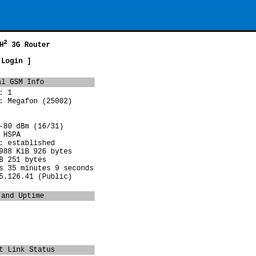 H2 3G Router
Login ]
al GSM Info
: 1
: Megafon (25002)
-80 dBm (16/31)
HSPA
: established
988 KiB 926 bytes
B 251 bytes
s 35 minutes 9 seconds
5.126.41 (Public)
and Uptime
t Link Status